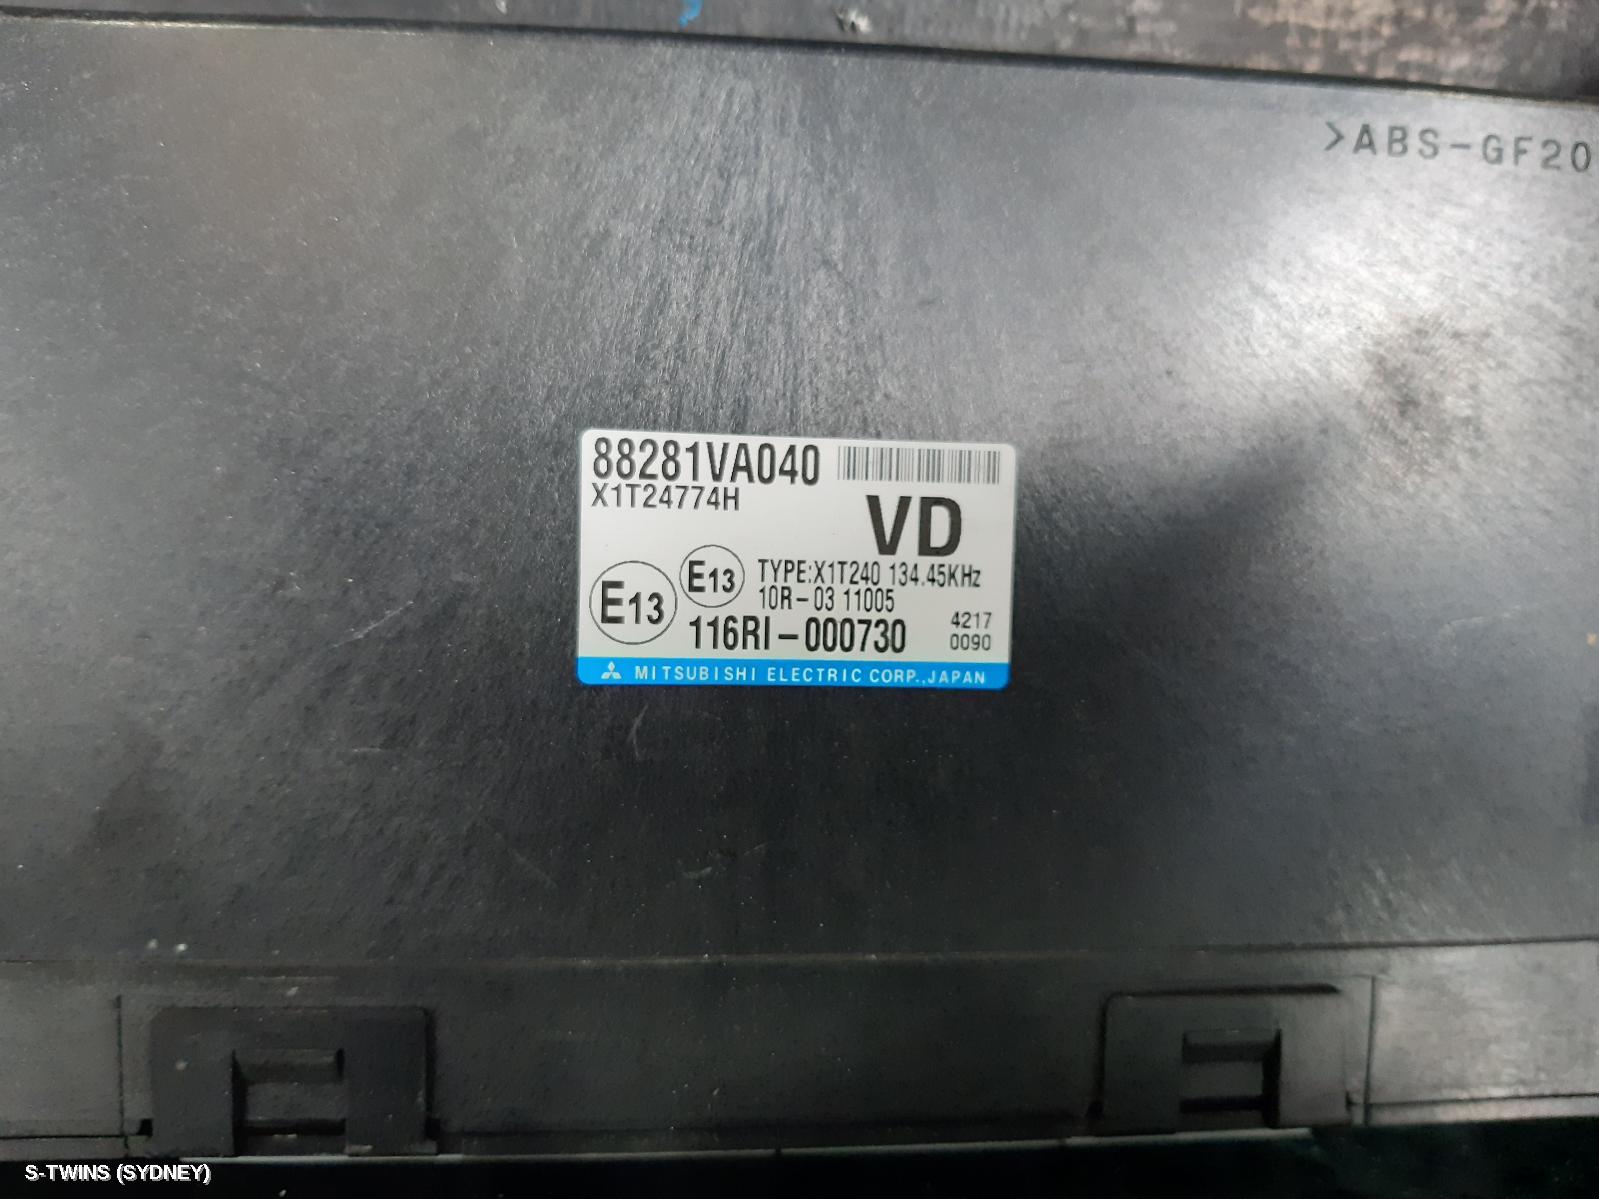 >ABS-GF20
88281VA040
X1T24774H
VD
E13
E13
TYPE:X1T240 134.45KHz
10R-03 11005
116RI-000730
4217
0090
MITSUBISHI ELECTRIC CORP.,JAPAN
S-TWINS (SYDNEY)